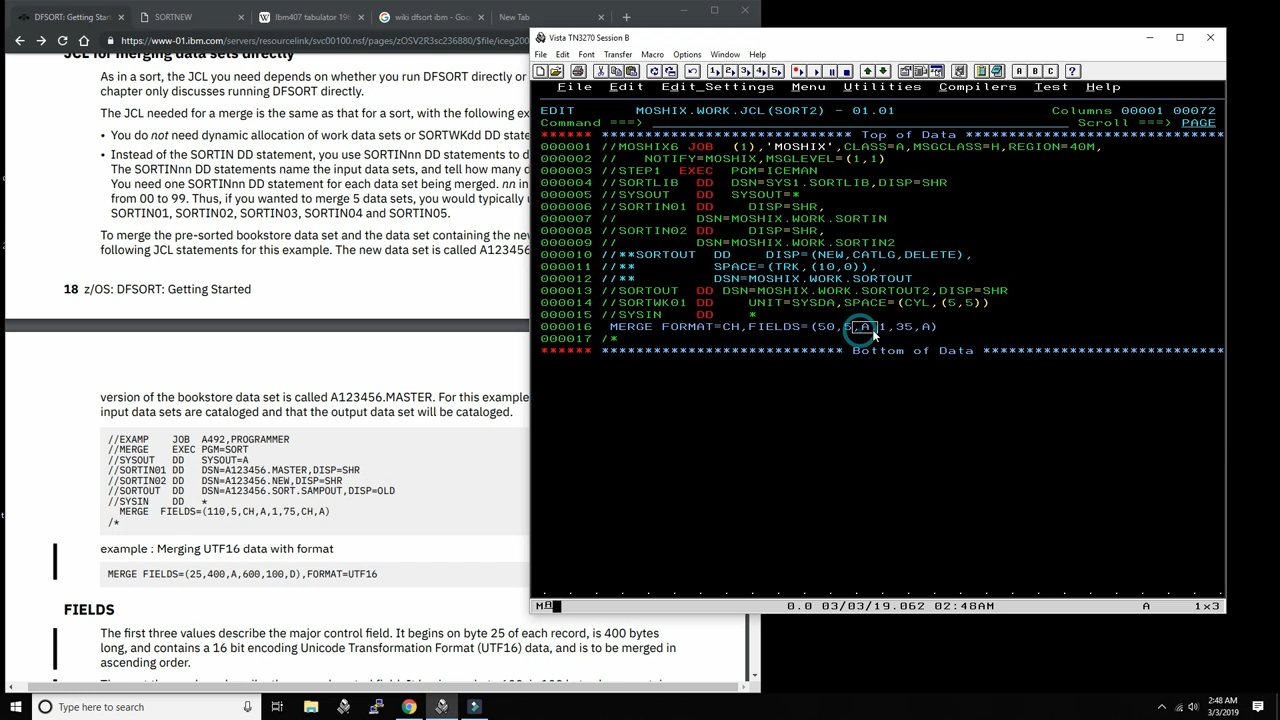 DFSORT: Getting Star
SORTNEW
Ibm407 tabulator 19
wiki dfsort ibm - Goo
New Tab
https://www-01.ibm.com/servers/resourcelink/svc00100.nsf/pages/zOSV2R3sc236880/$file/iceg200
JCL for merging data sets directly
As in a sort, the JCL you need depends on whether you run DFSORT directly or
chapter only discusses running DFSORT directly.
The JCL needed for a merge is the same as that for a sort, with the following ex
• You do not need dynamic allocation of work data sets or SORTWKdd DD state
• Instead of the SORTIN DD statement, you use SORTINnn DD statements to d
The SORTINnn DD statements name the input data sets, and tell how many d
You need one SORTINnn DD statement for each data set being merged. nn in
from 00 to 99. Thus, if you wanted to merge 5 data sets, you would typically u
SORTIN01, SORTIN02, SORTIN03, SORTIN04 and SORTIN05.
To merge the pre-sorted bookstore data set and the data set containing the new
following JCL statements for this example. The new data set is called A123456
18 z/OS: DFSORT: Getting Started
version of the bookstore data set is called A123456.MASTER. For this example
input data sets are cataloged and that the output data set will be cataloged.
//EXAMP JOB A492,PROGRAMMER
//MERGE EXEC PGM=SORT
//SYSOUT DD SYSOUT=A
//SORTIN01 DD DSN=A123456.MASTER,DISP=SHR
//SORTIN02 DD DSN=A123456.NEW,DISP=SHR
//SORTOUT DD DSN=A123456.SORT.SAMPOUT,DISP=OLD
//SYSIN DD *
MERGE FIELDS=(110,5,CH,A,1,75,CH,A)
/*
example : Merging UTF16 data with format
MERGE FIELDS=(25,400,A,600,100,D),FORMAT=UTF16
FIELDS
The first three values describe the major control field. It begins on byte 25 of each record, is 400 bytes
long, and contains a 16 bit encoding Unicode Transformation Format (UTF16) data, and is to be merged in
ascending order.
Vista TN3270 Session B
File Edit Font Transfer Macro Options Window Help
File Edit Edit_Settings Menu Utilities Compilers Test Help
EDIT MOSHIX.WORK.JCL(SORT2) - 01.01 Columns 00001 00072
Command ===> Scroll ===> PAGE
****** *************************** Top of Data ****************************
000001 //MOSHIX6 JOB (1),'MOSHIX',CLASS=A,MSGCLASS=H,REGION=40M,
000002 // NOTIFY=MOSHIX,MSGLEVEL=(1,1)
000003 //STEP1 EXEC PGM=ICEMAN
000004 //SORTLIB DD DSN=SYS1.SORTLIB,DISP=SHR
000005 //SYSOUT DD SYSOUT=*
000006 //SORTIN01 DD DISP=SHR,
000007 // DSN=MOSHIX.WORK.SORTIN
000008 //SORTIN02 DD DISP=SHR,
000009 // DSN=MOSHIX.WORK.SORTIN2
000010 //**SORTOUT DD DISP=(NEW,CATLG,DELETE),
000011 //** SPACE=(TRK,(10,0)),
000012 //** DSN=MOSHIX.WORK.SORTOUT
000013 //SORTOUT DD DSN=MOSHIX.WORK.SORTOUT2,DISP=SHR
000014 //SORTWK01 DD UNIT=SYSDA,SPACE=(CYL,(5,5))
000015 //SYSIN DD *
000016 MERGE FORMAT=CH,FIELDS=(50,5,A,1,35,A)
000017 /*
****** ************************** Bottom of Data **************************
0.0 03/03/19.062 02:48AM A 1x3
Type here to search
2:48 AM
3/3/2019